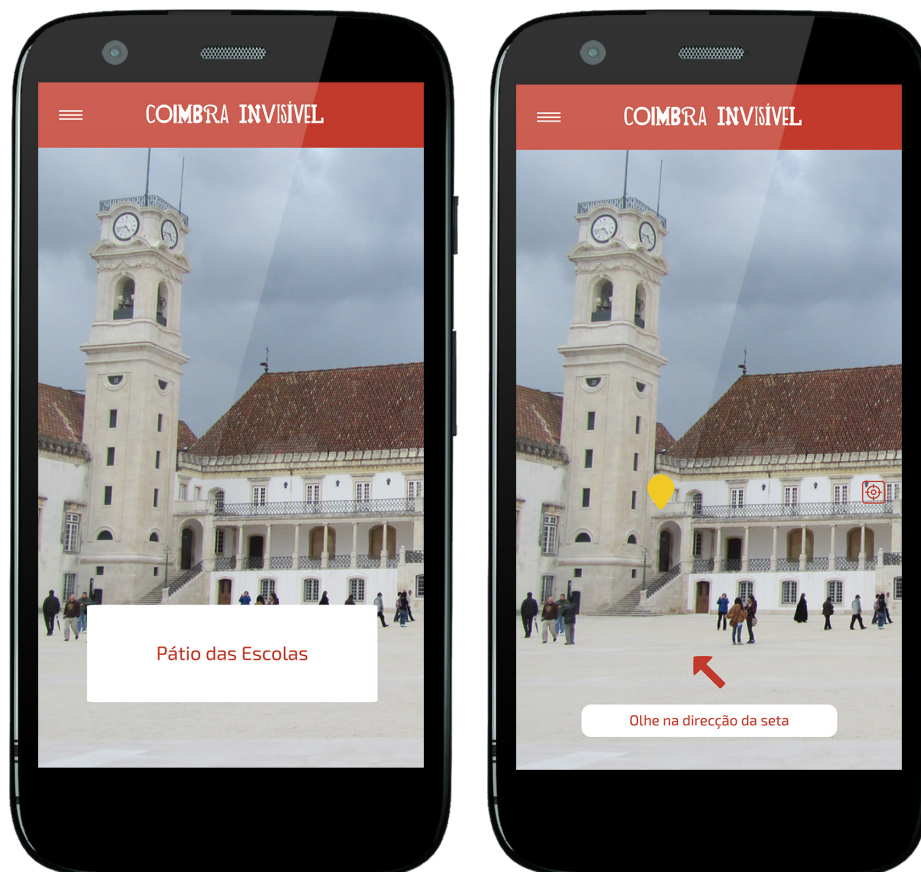 COIMBRA INVISÍVEL
Pátio das Escolas
COIMBRA INVISÍVEL
Olhe na direcção da seta